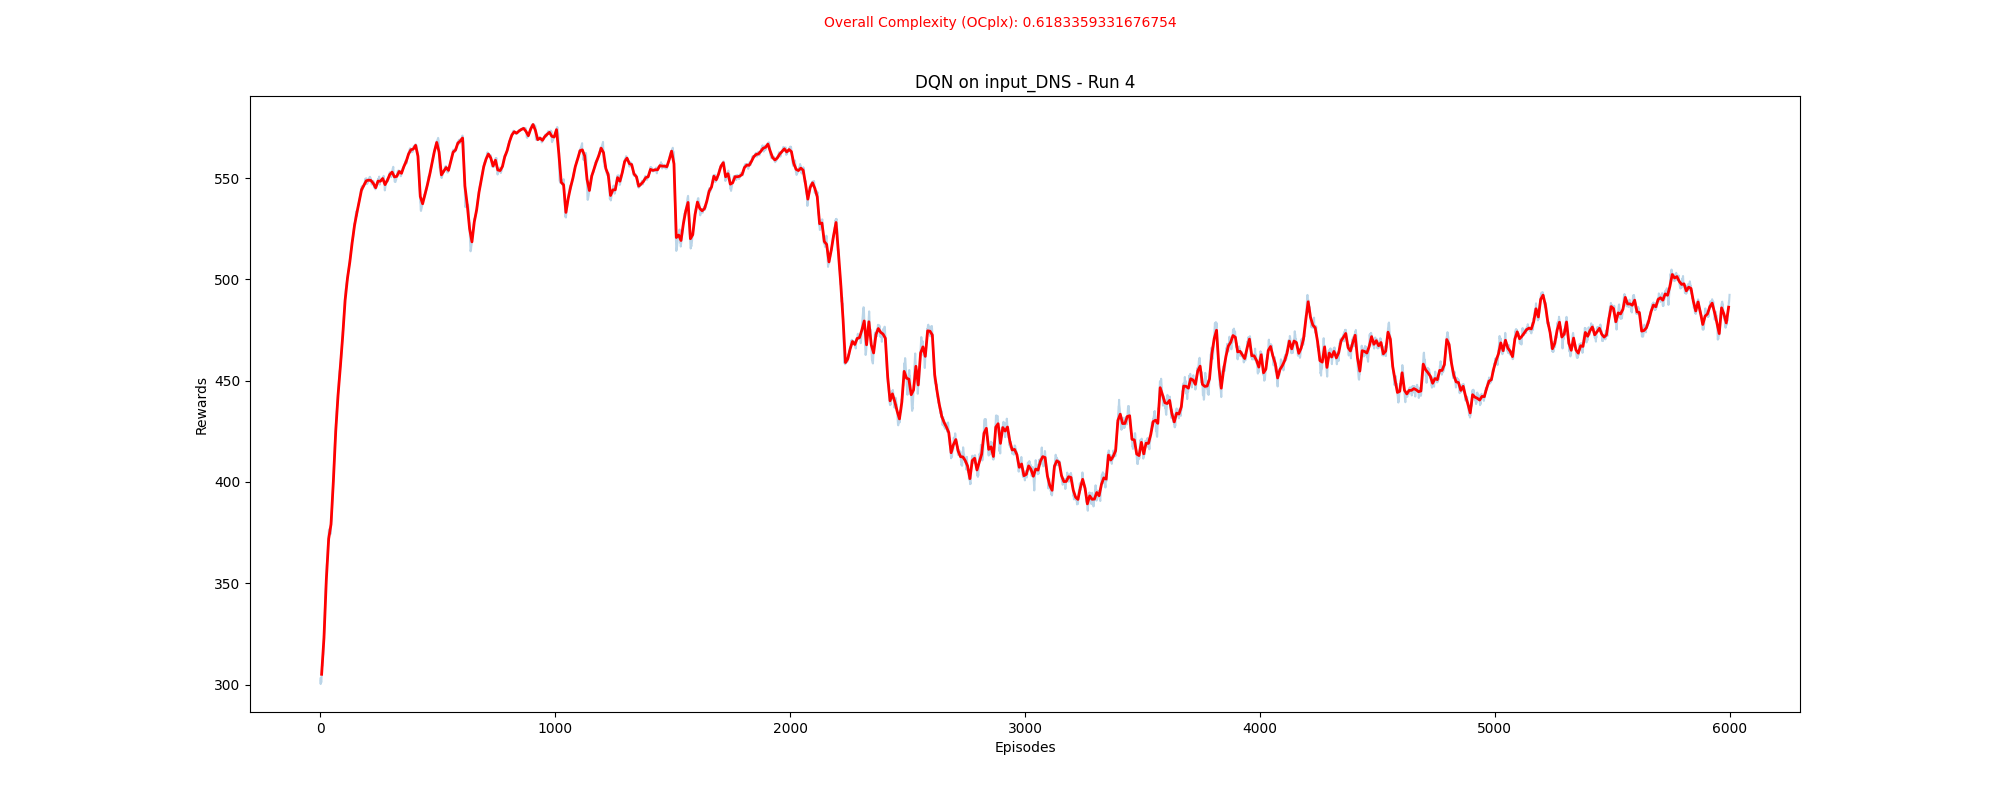 Overall Complexity (OCplx): 0.6183359331676754
DQN on input_DNS - Run 4
Rewards
550
500
450
400
350
300
0 1000 2000 3000 4000 5000 6000
Episodes